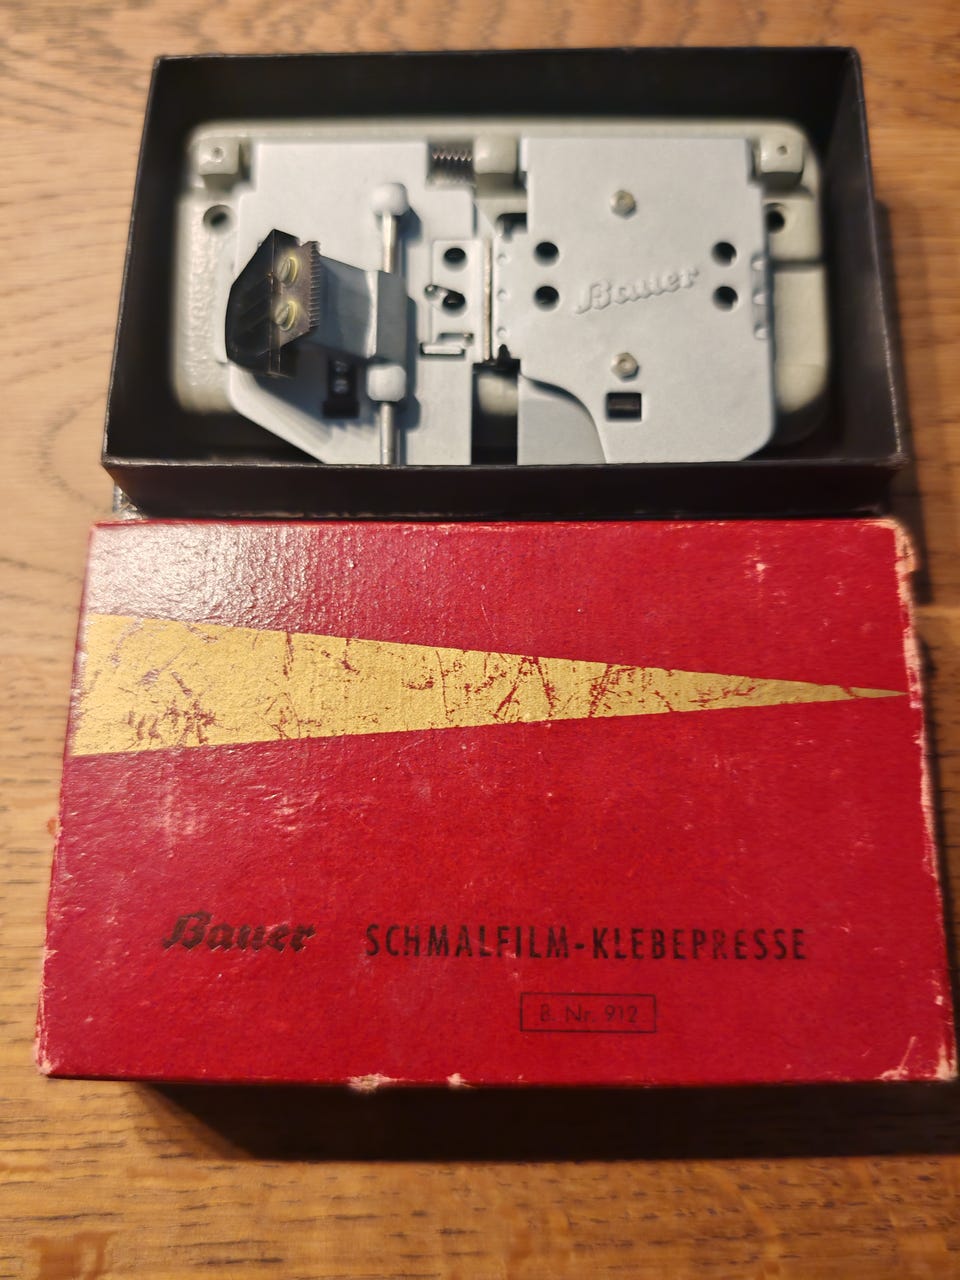 Bauer
Bauer SCHMALFILM-KLEBEPRESSE
B. Nr. 912